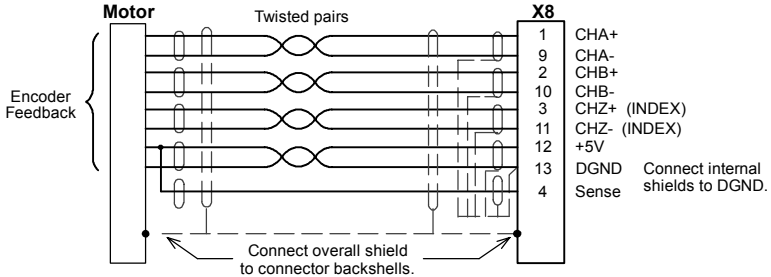 Motor
Twisted pairs
X8
Encoder
Feedback
1 CHA+
9 CHA-
2 CHB+
10 CHB-
3 CHZ+ (INDEX)
11 CHZ- (INDEX)
12 +5V
13 DGND
4 Sense
Connect internal
shields to DGND.
Connect overall shield
to connector backshells.